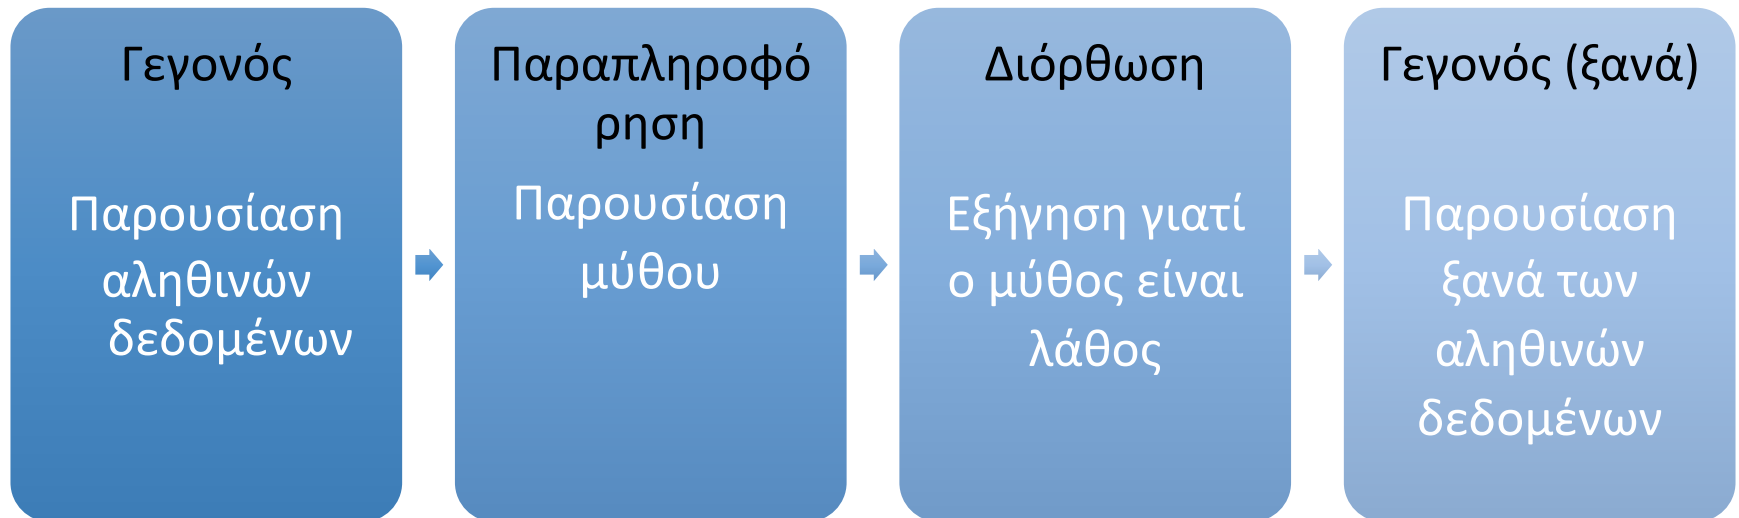 Γεγονός
Παρουσίαση
αληθινών
δεδομένων
Παραπληροφό
ρηση
Παρουσίαση
μύθου
Διόρθωση
Εξήγηση γιατί
ο μύθος είναι
λάθος
Γεγονός (ξανά)
Παρουσίαση
ξανά των
αληθινών
δεδομένων